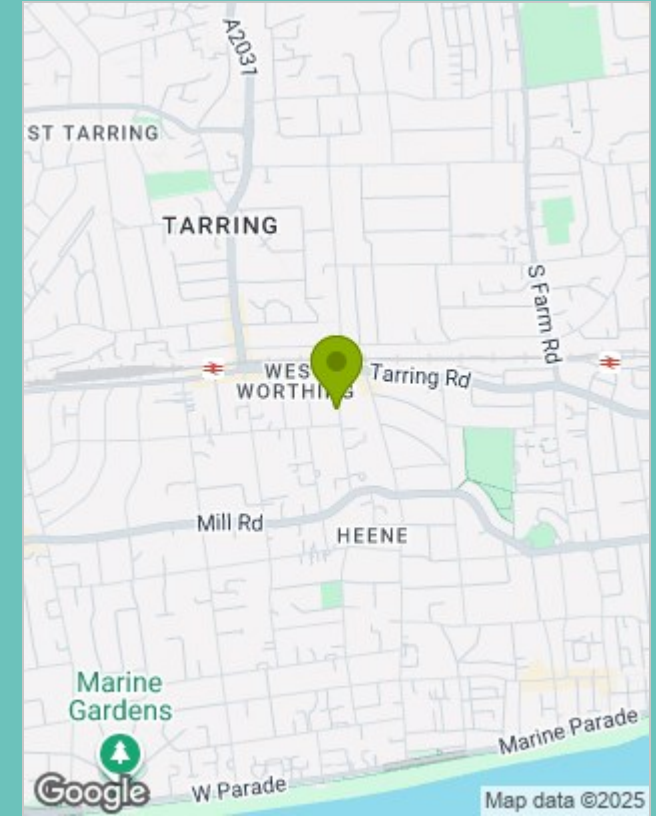 A2031
ST TARRING
TARRING
S Farm Rd
WES
WORTHING
Tarring Rd
Mill Rd
HEENE
Marine
Gardens
Marine Parade
W Parade
Google
Map data ©2025